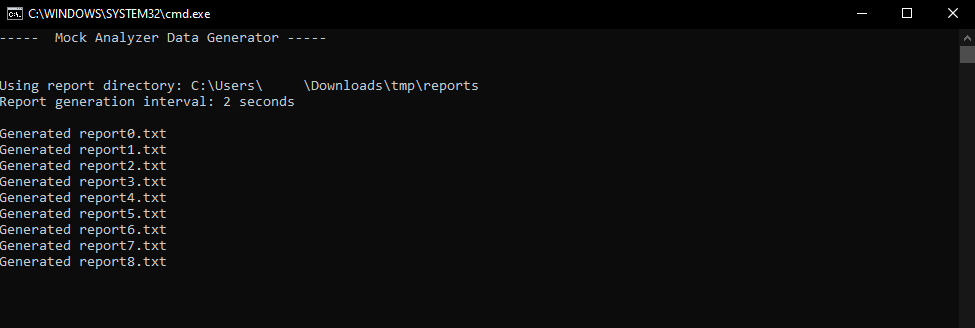 C:\WINDOWS\SYSTEM32\cmd.exe
-----  Mock Analyzer Data Generator -----
Using report directory: C:\Users\     \Downloads\tmp\reports
Report generation interval: 2 seconds
Generated report0.txt
Generated report1.txt
Generated report2.txt
Generated report3.txt
Generated report4.txt
Generated report5.txt
Generated report6.txt
Generated report7.txt
Generated report8.txt